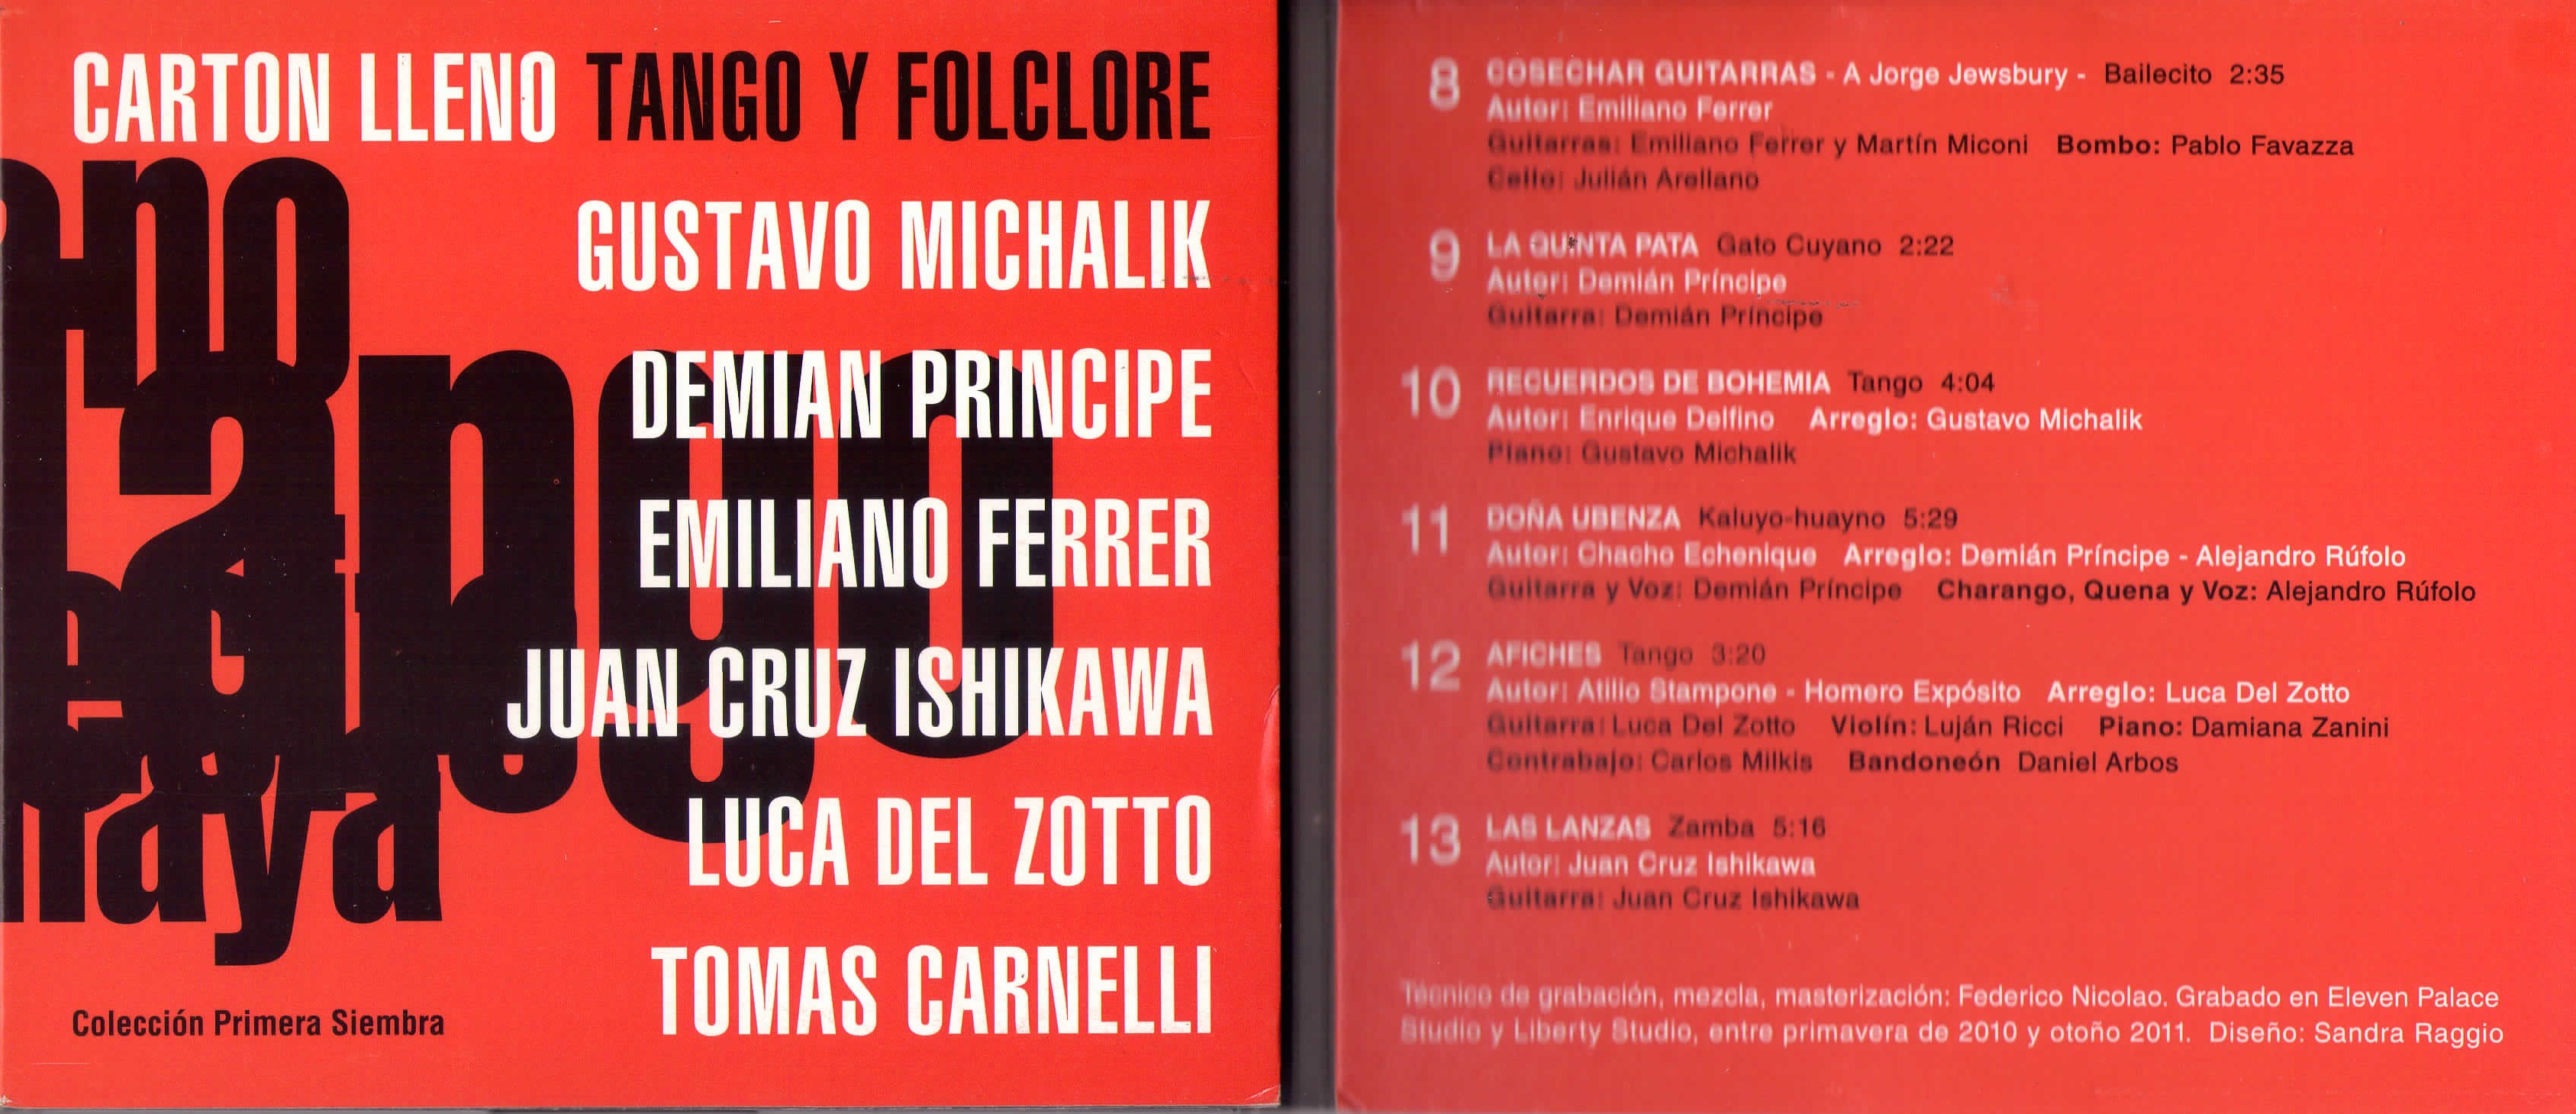 CARTON LLENO TANGO Y FOLCLORE
GUSTAVO MICHALIK
DEMIAN PRINCIPE
EMILIANO FERRER
JUAN CRUZ ISHIKAWA
LUCA DEL ZOTTO
TOMAS CARNELLI
tango
Colección Primera Siembra
8 COSECHAR GUITARRAS - A Jorge Jewsbury - Bailecito 2:35
Autor: Emiliano Ferrer
Guitarras: Emiliano Ferrer y Martín Miconi Bombo: Pablo Favazza
Cello: Julián Arellano
9 LA QUINTA PATA Gato Cuyano 2:22
Autor: Demián Príncipe
Guitarra: Demián Príncipe
10 RECUERDOS DE BOHEMIA Tango 4:04
Autor: Enrique Delfino Arreglo: Gustavo Michalik
Piano: Gustavo Michalik
11 DOÑA UBENZA Kaluyo-huayno 5:29
Autor: Chacho Echenique Arreglo: Demián Príncipe - Alejandro Rúfolo
Guitarra y Voz: Demián Príncipe Charango, Quena y Voz: Alejandro Rúfolo
12 AFICHES Tango 3:20
Autor: Atilio Stampone - Homero Expósito Arreglo: Luca Del Zotto
Guitarra: Luca Del Zotto Violín: Luján Ricci Piano: Damiana Zanini
Contrabajo: Carlos Milkis Bandoneón Daniel Arbos
13 LAS LANZAS Zamba 5:16
Autor: Juan Cruz Ishikawa
Guitarra: Juan Cruz Ishikawa
Técnico de grabación, mezcla, masterización: Federico Nicolao. Grabado en Eleven Palace
Studio y Liberty Studio, entre primavera de 2010 y otoño 2011. Diseño: Sandra Raggio